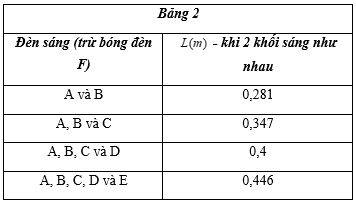 Bảng 2
Đèn sáng (trừ bóng đèn
F)
L(m) - khi 2 khối sáng như
nhau
A và B
0,281
A, B và C
0,347
A, B, C và D
0,4
A, B, C, D và E
0,446